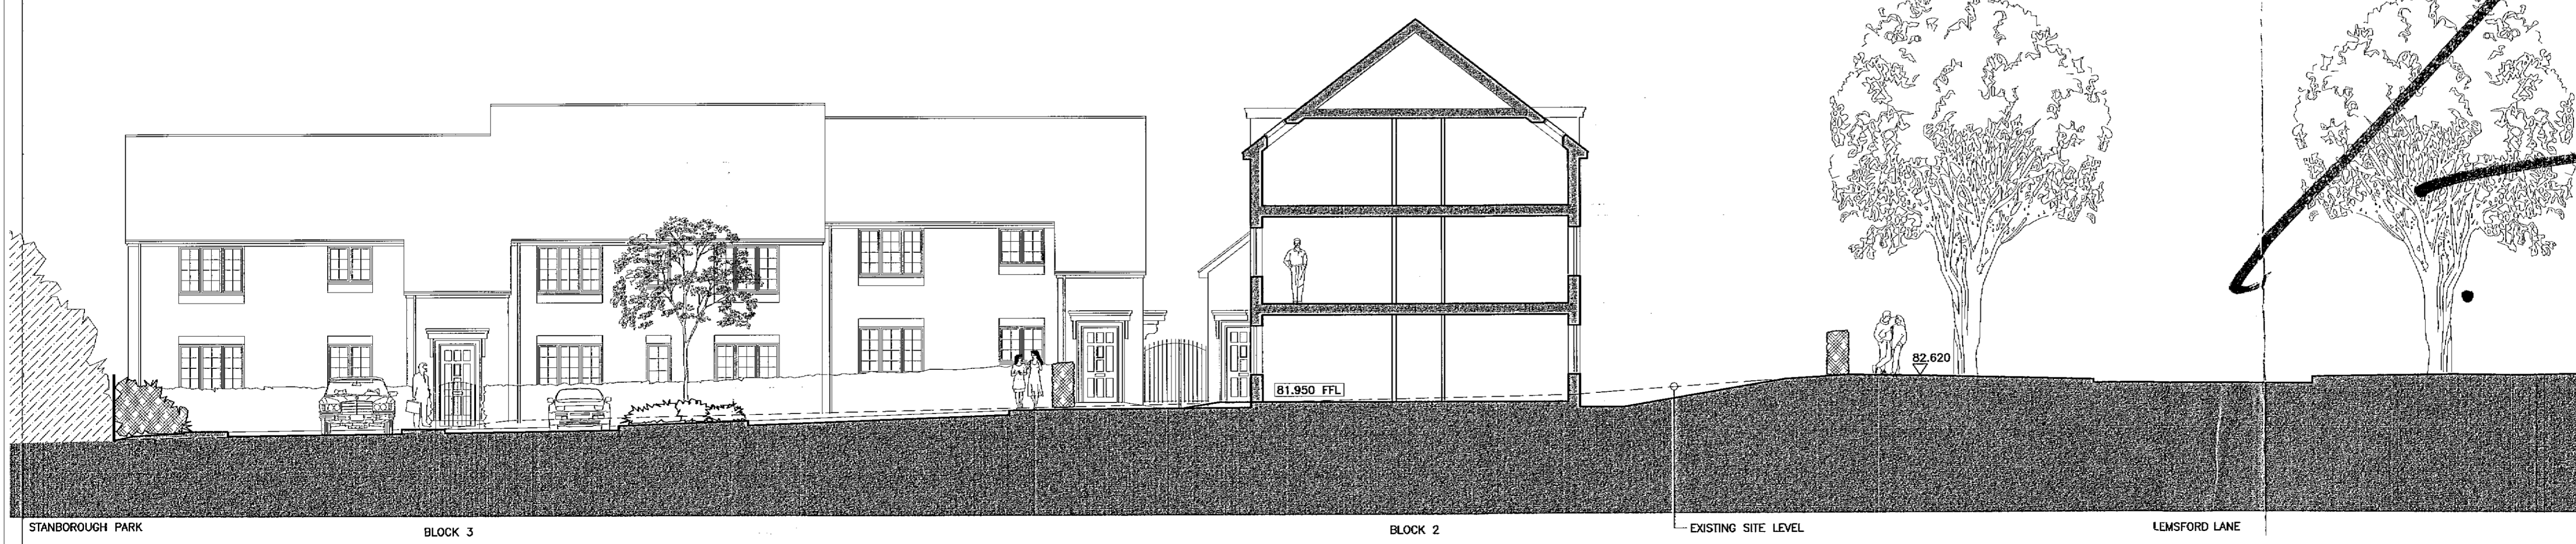 81.950 FFL
82.620
STANBOROUGH PARK
BLOCK 3
BLOCK 2
EXISTING SITE LEVEL
LEMSFORD LANE